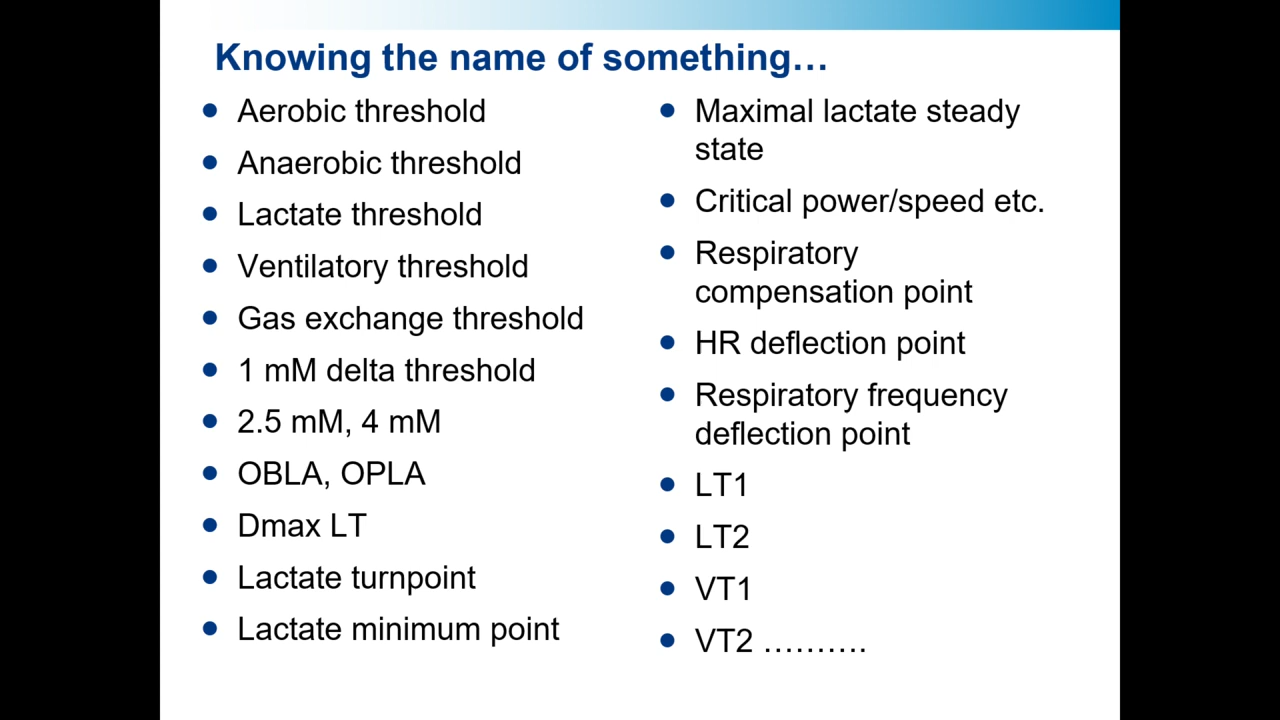 Knowing the name of something…
Aerobic threshold
Anaerobic threshold
Lactate threshold
Ventilatory threshold
Gas exchange threshold
1 mM delta threshold
2.5 mM, 4 mM
OBLA, OPLA
Dmax LT
Lactate turnpoint
Lactate minimum point
Maximal lactate steady
state
Critical power/speed etc.
Respiratory
compensation point
HR deflection point
Respiratory frequency
deflection point
LT1
LT2
VT1
VT2 ……….